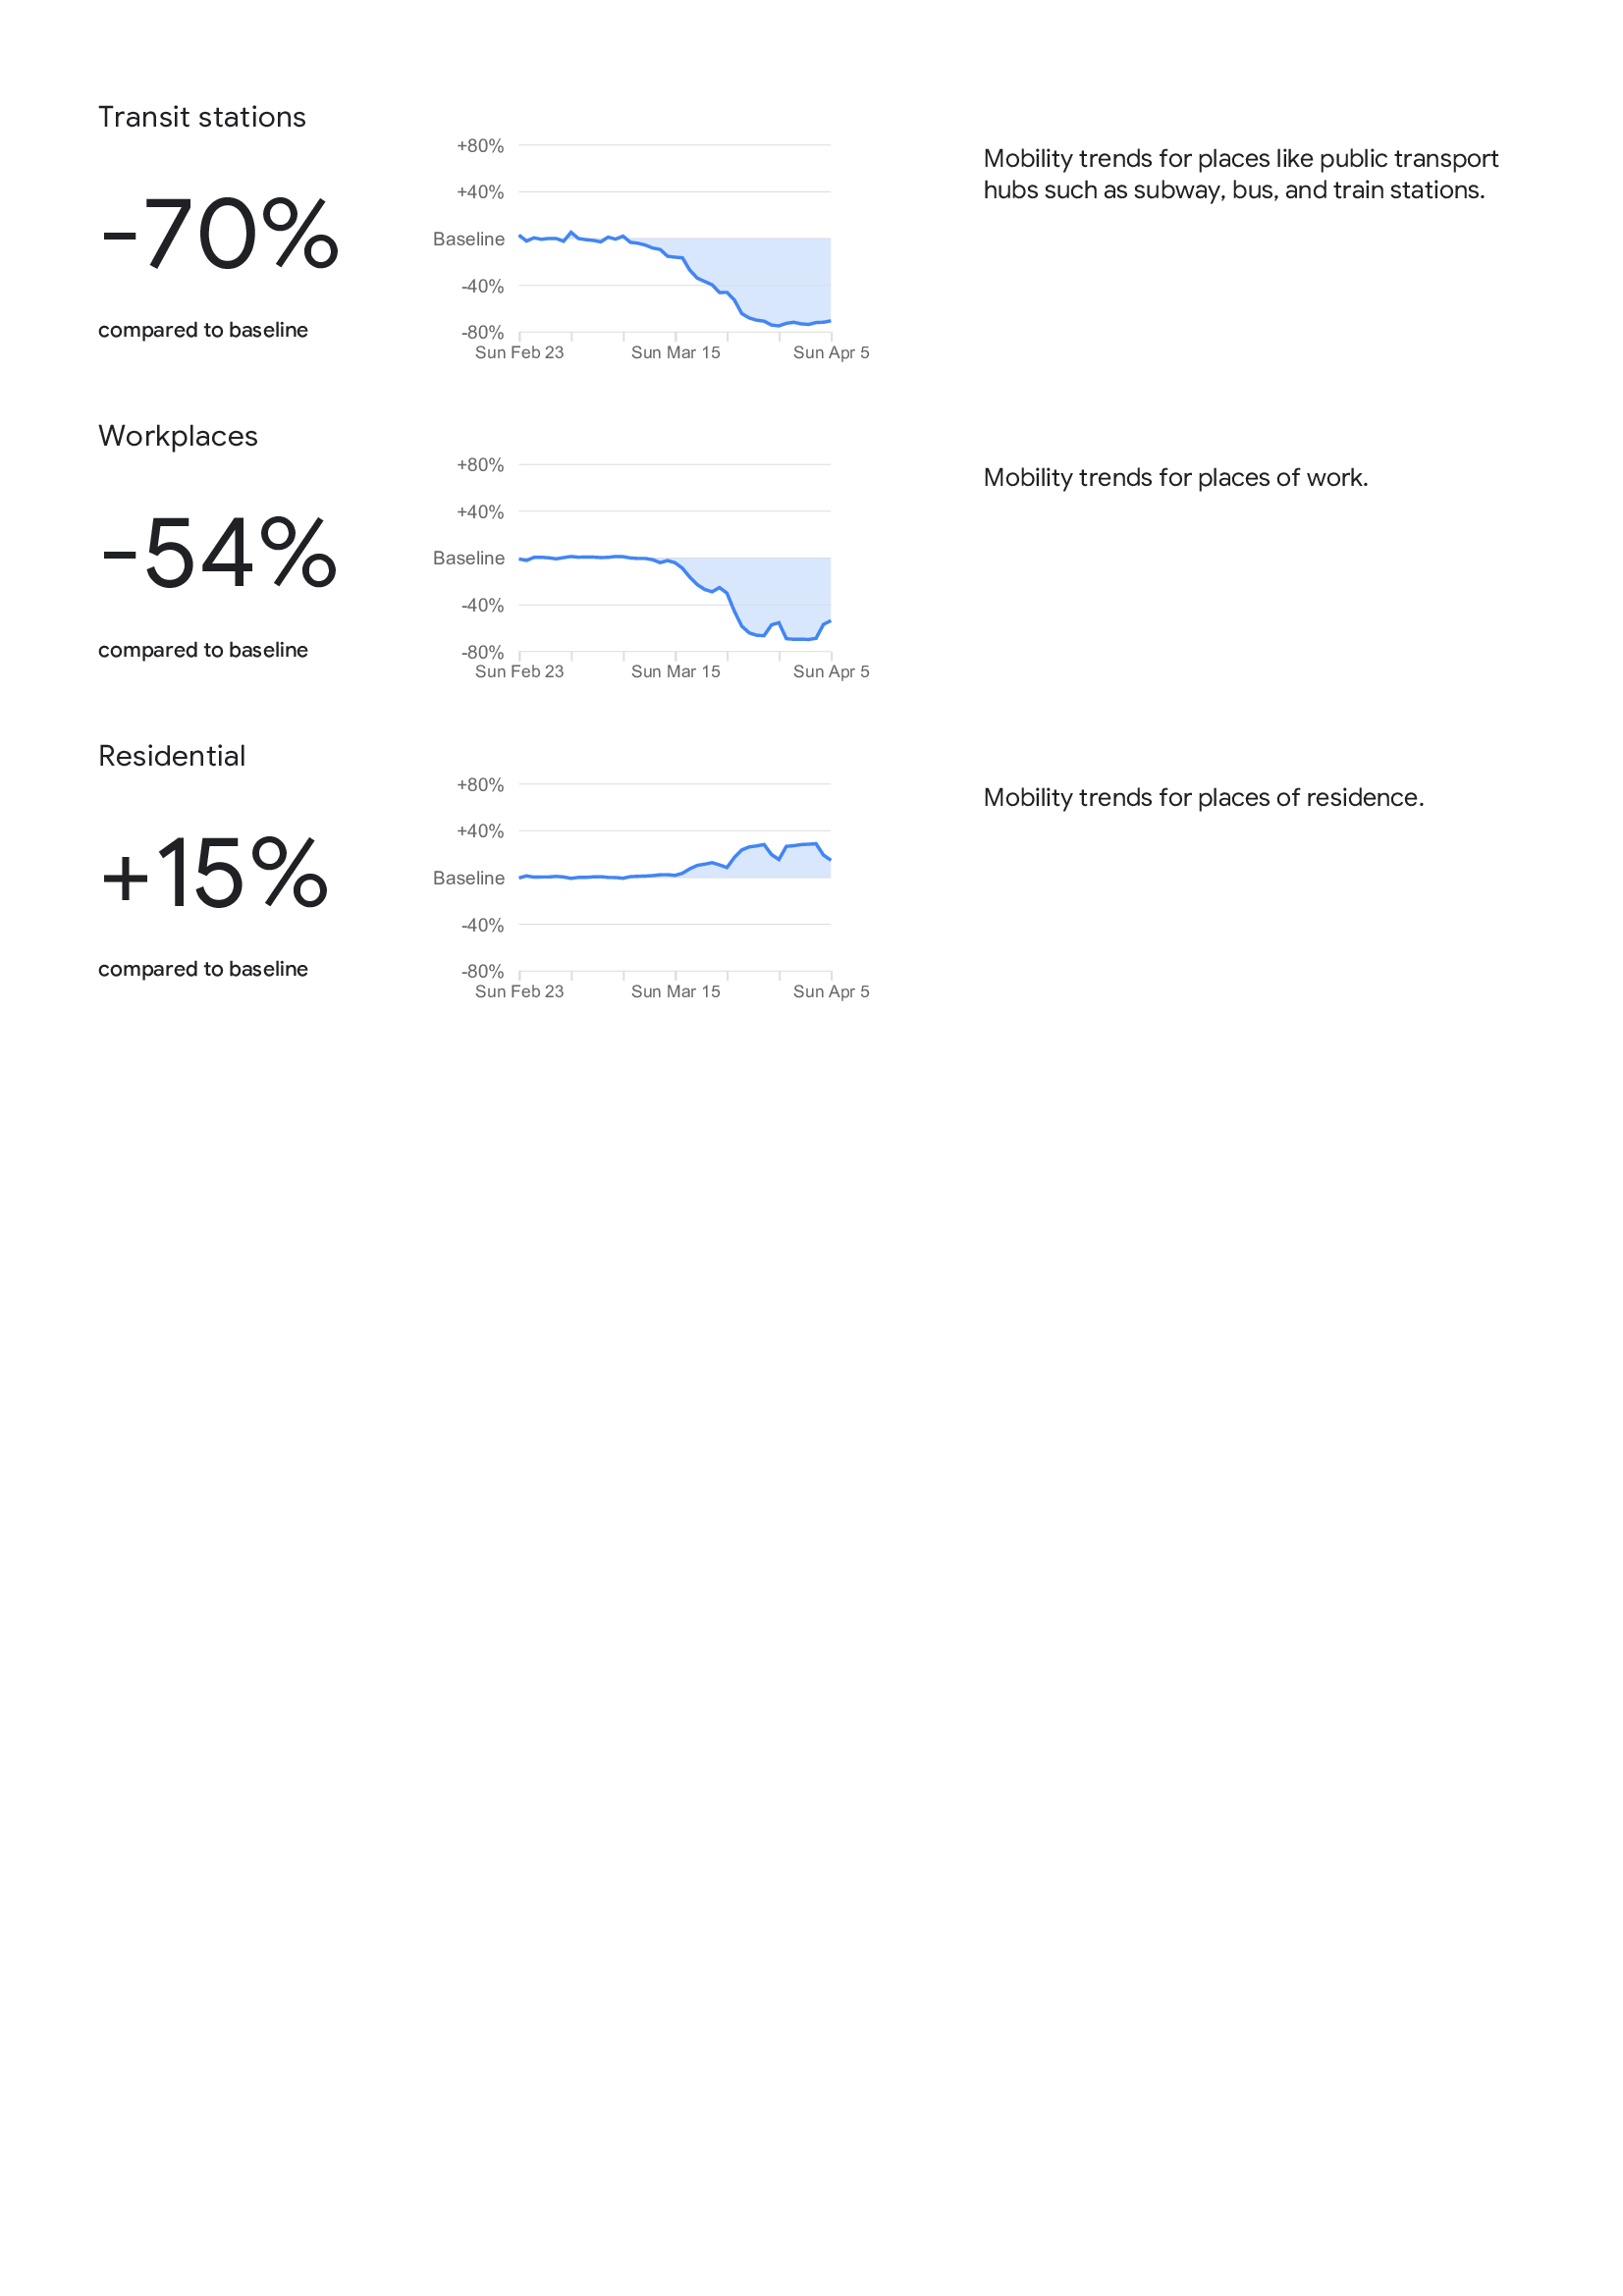 Transit stations
-70%
compared to baseline
+80%
+40%
Baseline
-40%
-80%
Sun Feb 23 Sun Mar 15 Sun Apr 5
Mobility trends for places like public transport
hubs such as subway, bus, and train stations.
Workplaces
-54%
compared to baseline
+80%
+40%
Baseline
-40%
-80%
Sun Feb 23 Sun Mar 15 Sun Apr 5
Mobility trends for places of work.
Residential
+15%
compared to baseline
+80%
+40%
Baseline
-40%
-80%
Sun Feb 23 Sun Mar 15 Sun Apr 5
Mobility trends for places of residence.